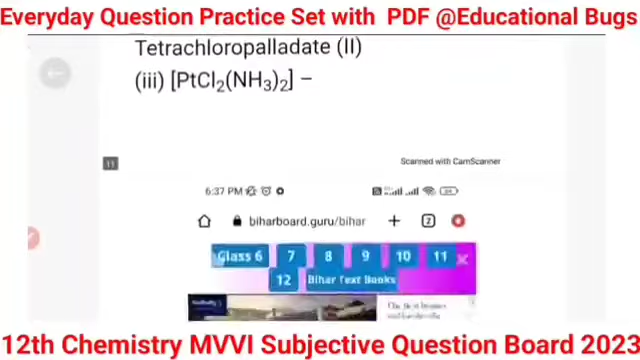 Everyday Question Practice Set with PDF @Educational Bugs
Tetrachloropalladate (II)
(iii) [PtCl₂(NH₃)₂] –
11
Scanned with CamScanner
6:37 PM
biharboard.guru/bihar
2
Class 6 7 8 9 10 11
12 Bihar Text Books
12th Chemistry MVVI Subjective Question Board 2023